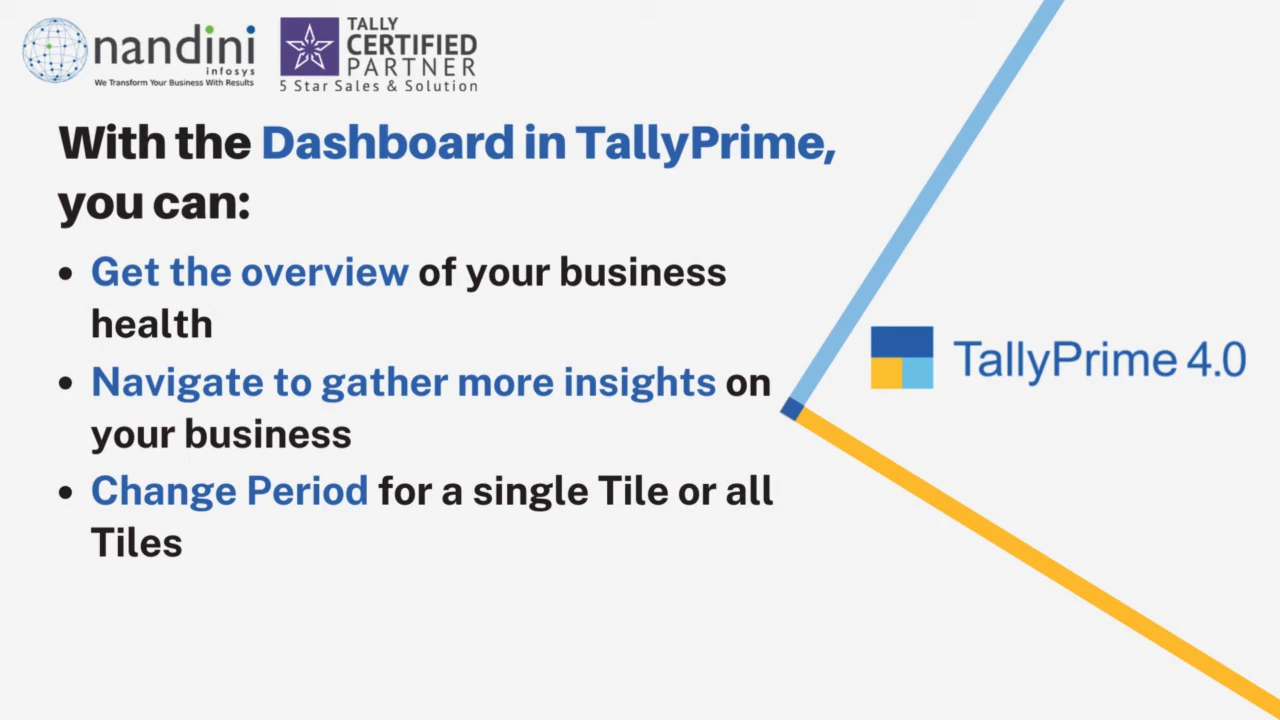 nandini
infosys
We Transform Your Business With Results
TALLY
CERTIFIED
PARTNER
5 Star Sales & Solution
With the Dashboard in TallyPrime,
you can:
• Get the overview of your business
health
• Navigate to gather more insights on
your business
• Change Period for a single Tile or all
Tiles
TallyPrime 4.0